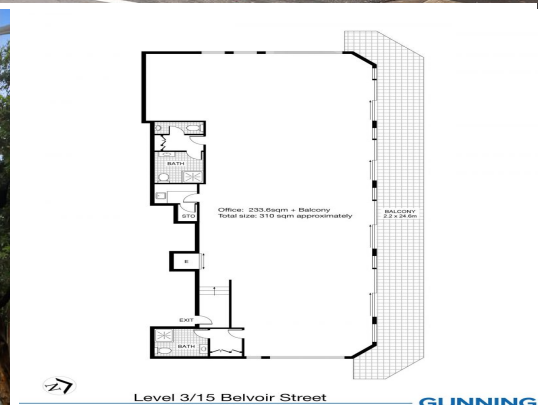 BATH
STO
Office: 233.6sqm + Balcony
Total size: 310 sqm approximately
BALCONY
2.2 x 24.6m
E
EXIT
BATH
N
Level 3/15 Belvoir Street
GUNNING